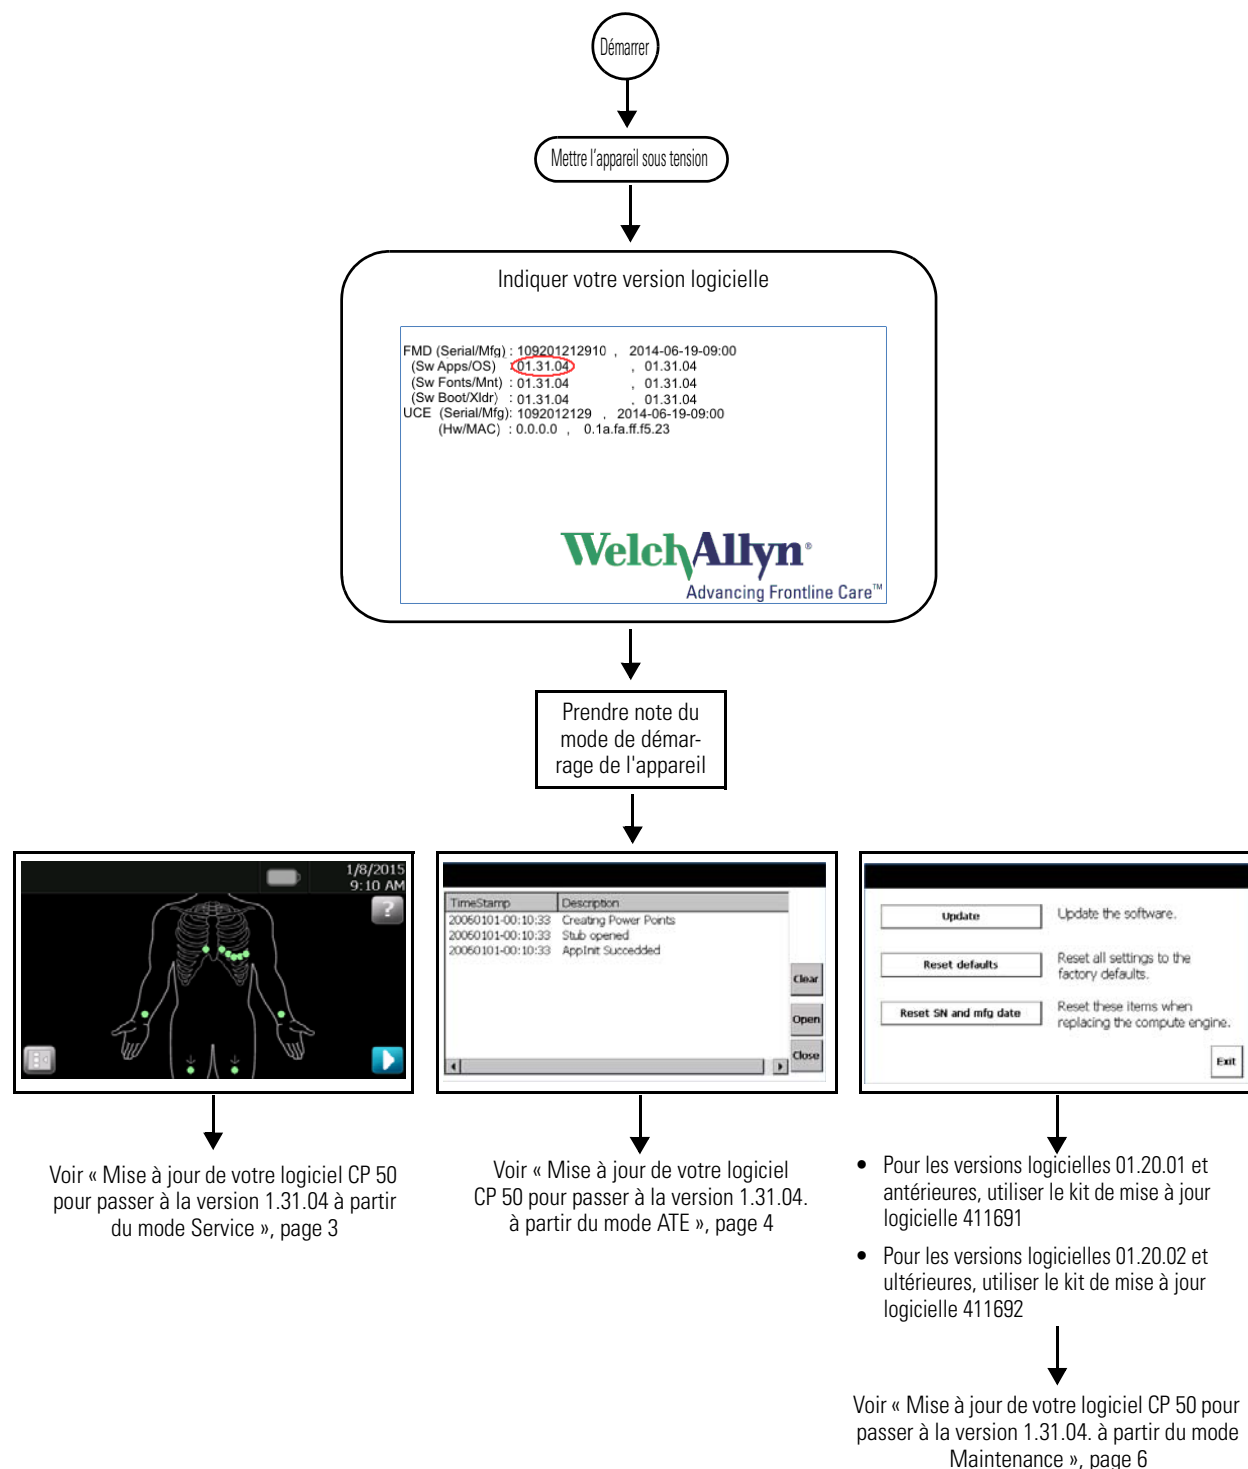 Démarrer
Mettre l'appareil sous tension
Indiquer votre version logicielle
FMD (Serial/Mfg) : 109201212910 , 2014-06-19-09:00
(Sw Apps/OS) : 01.31.04 , 01.31.04
(Sw Fonts/Mnt) : 01.31.04 , 01.31.04
(Sw Boot/Xldr) : 01.31.04 , 01.31.04
UCE (Serial/Mfg): 1092012129 , 2014-06-19-09:00
(Hw/MAC) : 0.0.0.0 , 0.1a.fa.ff.f5.23
WelchAllyn®
Advancing Frontline Care™
Prendre note du
mode de démar-
rage de l'appareil
1/8/2015
9:10 AM
?
TimeStamp Description
20060101-00:10:33 Creating Power Points
20060101-00:10:33 Stub opened
20060101-00:10:33 AppInit Succedded
Clear
Open
Close
Update Update the software.
Reset defaults Reset all settings to the
factory defaults.
Reset SN and mfg date Reset these items when
replacing the compute engine.
Exit
Voir « Mise à jour de votre logiciel CP 50
pour passer à la version 1.31.04 à partir
du mode Service », page 3
Voir « Mise à jour de votre logiciel
CP 50 pour passer à la version 1.31.04.
à partir du mode ATE », page 4
• Pour les versions logicielles 01.20.01 et
antérieures, utiliser le kit de mise à jour
logicielle 411691
• Pour les versions logicielles 01.20.02 et
ultérieures, utiliser le kit de mise à jour
logicielle 411692
Voir « Mise à jour de votre logiciel CP 50 pour
passer à la version 1.31.04. à partir du mode
Maintenance », page 6